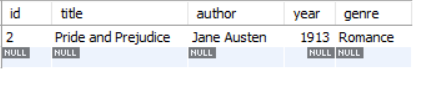 id title author year genre
2 Pride and Prejudice Jane Austen 1913 Romance
NULL NULL NULL NULL NULL